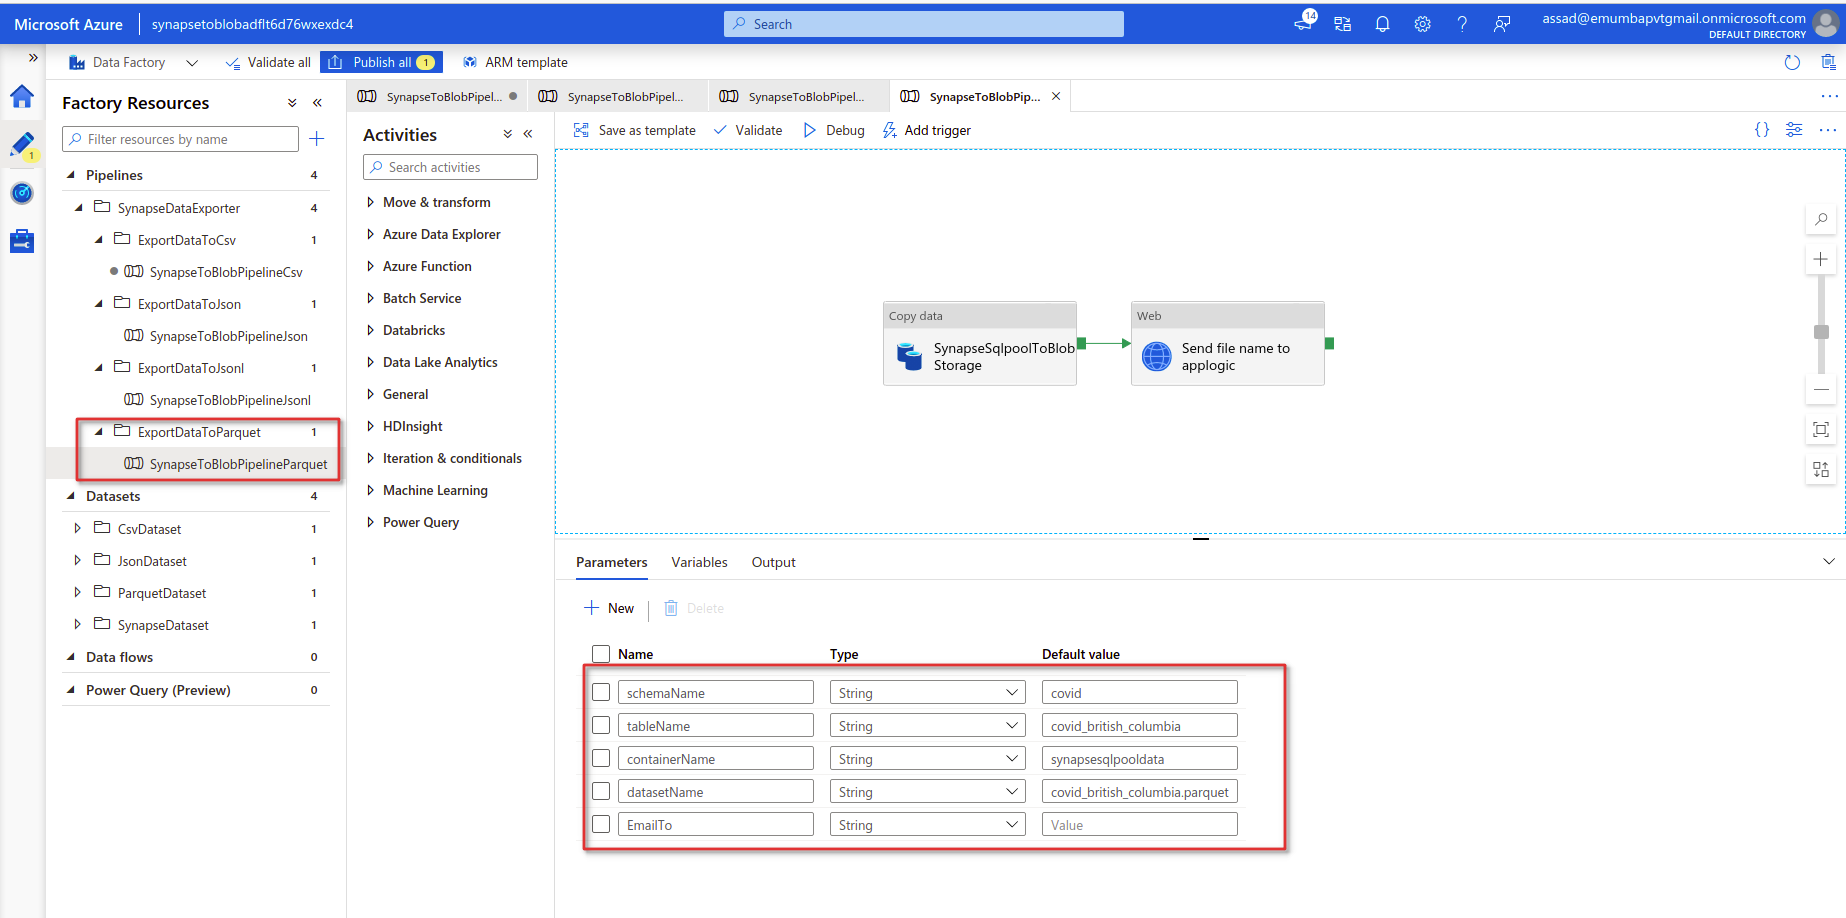 Microsoft Azure
synapsetoblobadflt6d76wxexdc4
Search
14
assad@emumbapvtgmail.onmicrosoft.com
DEFAULT DIRECTORY
Data Factory
Validate all
Publish all 1
ARM template
1
Factory Resources
Filter resources by name
Pipelines 4
SynapseDataExporter 4
ExportDataToCsv 1
SynapseToBlobPipelineCsv
ExportDataToJson 1
SynapseToBlobPipelineJson
ExportDataToJsonl 1
SynapseToBlobPipelineJsonl
ExportDataToParquet 1
SynapseToBlobPipelineParquet
Datasets 4
CsvDataset 1
JsonDataset 1
ParquetDataset 1
SynapseDataset 1
Data flows 0
Power Query (Preview) 0
SynapseToBlobPipel...
SynapseToBlobPipel...
SynapseToBlobPipel...
SynapseToBlobPip...
Activities
Search activities
Move & transform
Azure Data Explorer
Azure Function
Batch Service
Databricks
Data Lake Analytics
General
HDInsight
Iteration & conditionals
Machine Learning
Power Query
Save as template
Validate
Debug
Add trigger
Copy data
SynapseSqlpoolToBlob
Storage
Web
Send file name to
applogic
Parameters
Variables
Output
New
Delete
Name Type Default value
schemaName String covid
tableName String covid_british_columbia
containerName String synapsesqlpooldata
datasetName String covid_british_columbia.parquet
EmailTo String Value